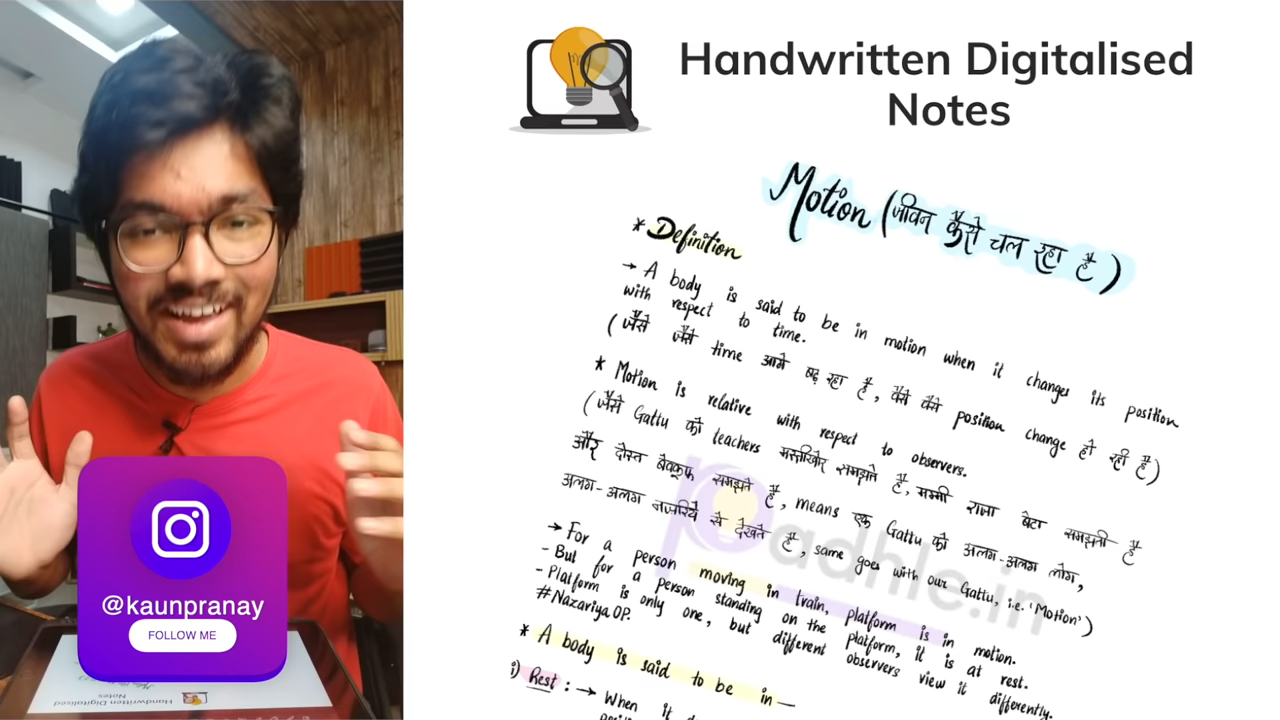 Handwritten Digitalised
Notes
Motion (जीवन कैसे चल रहा है)
* Definition
→ A body is said to be in motion when it changes its position
with respect to time.
(जैसे जैसे time आगे बढ़ रहा है, वैसे वैसे position change हो रही है)
* Motion is relative with respect to observers.
(जैसे Gattu को teachers मस्तीखोर समझते है, मम्मी राजा बेटा समझती है
और दोस्त बेवकूफ समझते है, means एक Gattu को अलग-अलग लोग,
अलग-अलग नजरिये से देखते है, same goes with our Gattu, i.e. 'Motion')
→ For a person moving in train, platform is in motion.
- But for a person standing on the platform, it is at rest.
- Platform is only one, but different observers view it differently.
#Nazariya OP.
* A body is said to be in—
i) Rest : → When it
padhle.in
@kaunpranay
FOLLOW ME
Handwritten Digitalised
Notes